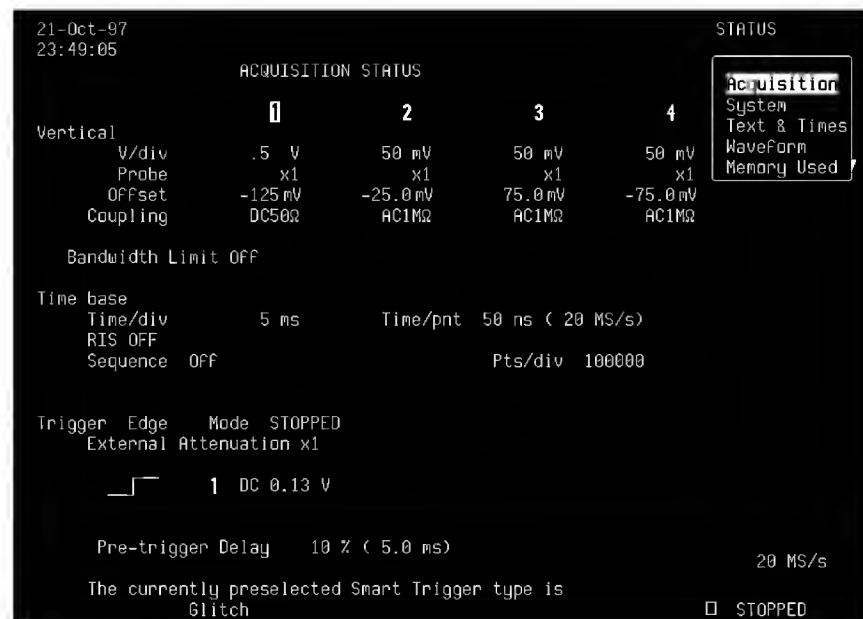 21-Oct-97
STATUS
23:49:05
ACQUISITION STATUS
Acquisition
System
Text & Times
Waveform
Memory Used
1 2 3 4
Vertical
V/div .5 V 50 mV 50 mV 50 mV
Probe x1 x1 x1 x1
Offset -125 mV -25.0 mV 75.0 mV -75.0 mV
Coupling DC50Ω AC1MΩ AC1MΩ AC1MΩ
Bandwidth Limit Off
Time base
Time/div 5 ms Time/pnt 50 ns ( 20 MS/s)
RIS OFF
Sequence Off Pts/div 100000
Trigger Edge Mode STOPPED
External Attenuation x1
1 DC 0.13 V
Pre-trigger Delay 10 % ( 5.0 ms)
20 MS/s
The currently preselected Smart Trigger type is
Glitch
STOPPED